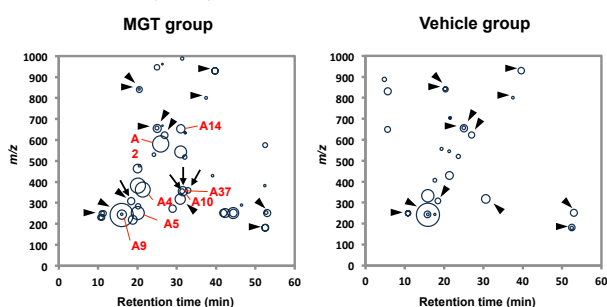 MGT group
Vehicle group
m/z
1000
900
800
700
600
500
400
300
200
100
0
0 10 20 30 40 50 60
Retention time (min)
A14
A
2
A37
A4
A10
A5
A9
m/z
1000
900
800
700
600
500
400
300
200
100
0
0 10 20 30 40 50 60
Retention time (min)